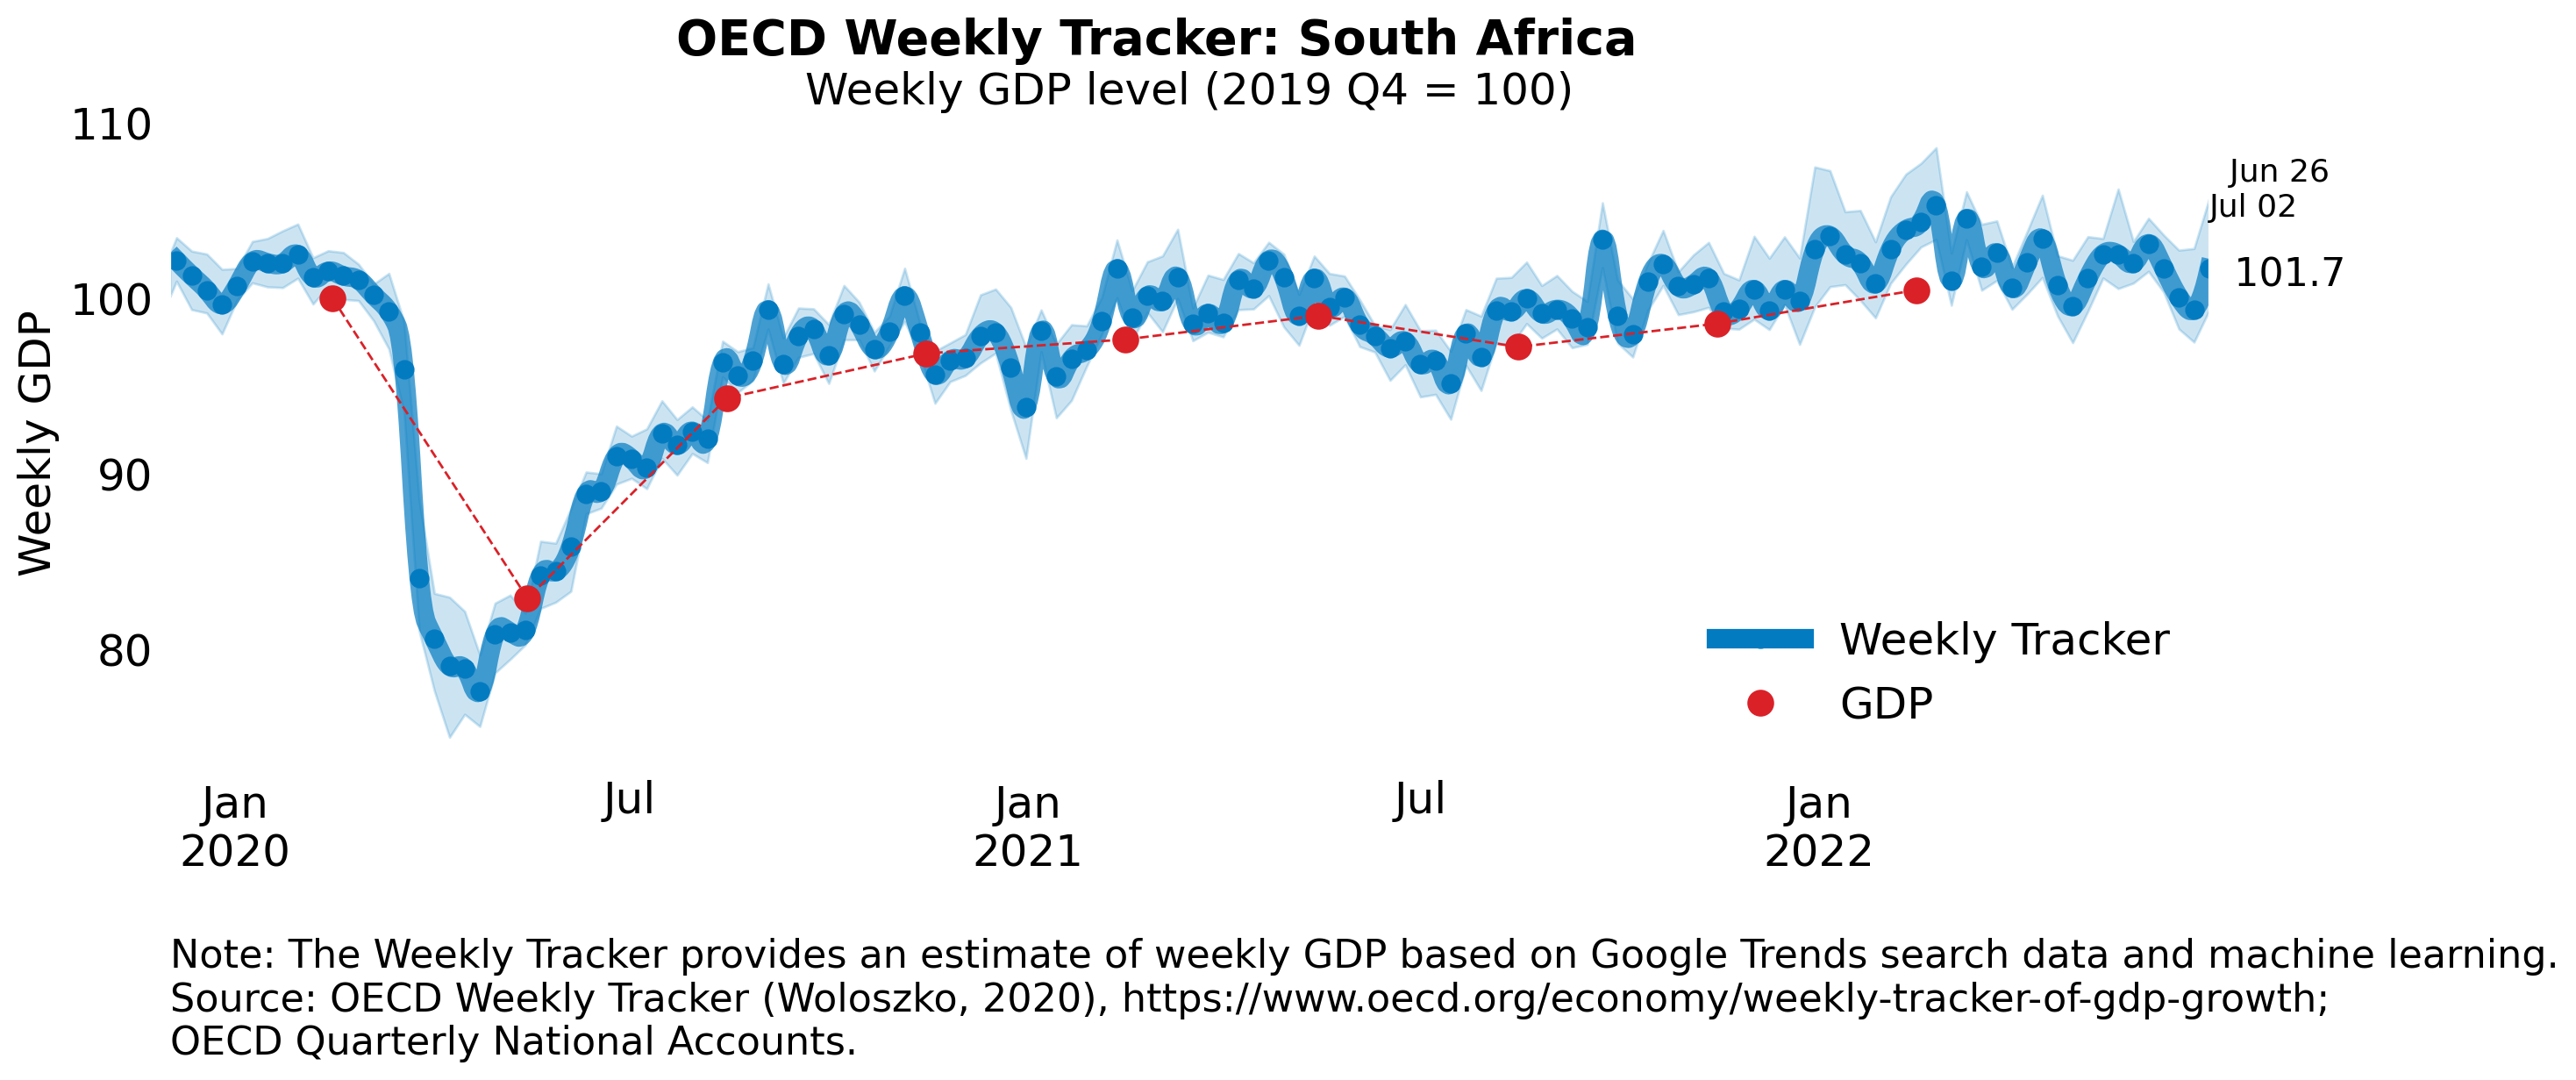 OECD Weekly Tracker: South Africa
Weekly GDP level (2019 Q4 = 100)
110
100
90
80
Weekly GDP
Jun 26
Jul 02
101.7
Weekly Tracker
GDP
Jan
2020
Jul
Jan
2021
Jul
Jan
2022
Note: The Weekly Tracker provides an estimate of weekly GDP based on Google Trends search data and machine learning.
Source: OECD Weekly Tracker (Woloszko, 2020), https://www.oecd.org/economy/weekly-tracker-of-gdp-growth;
OECD Quarterly National Accounts.